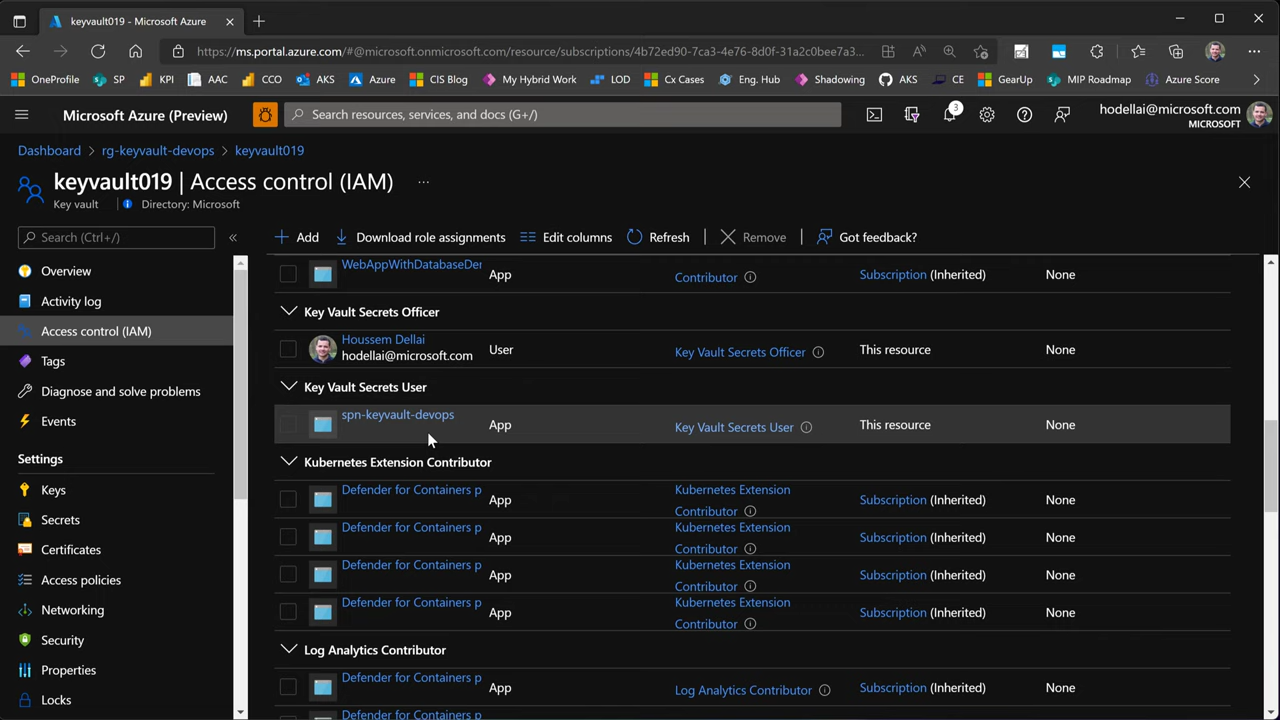 keyvault019 - Microsoft Azure
https://ms.portal.azure.com/#@microsoft.onmicrosoft.com/resource/subscriptions/4b72ed90-7ca3-4e76-8d0f-31a2c0bee7a3...
OneProfile SP KPI AAC CCO AKS Azure CIS Blog My Hybrid Work LOD Cx Cases Eng. Hub Shadowing AKS CE GearUp MIP Roadmap Azure Score
Microsoft Azure (Preview)
Search resources, services, and docs (G+/)
3
hodellai@microsoft.com
MICROSOFT
Dashboard > rg-keyvault-devops > keyvault019
keyvault019 | Access control (IAM) ...
Key vault Directory: Microsoft
Search (Ctrl+/)
Overview
Activity log
Access control (IAM)
Tags
Diagnose and solve problems
Events
Settings
Keys
Secrets
Certificates
Access policies
Networking
Security
Properties
Locks
Add Download role assignments Edit columns Refresh Remove Got feedback?
WebAppWithDatabaseDer App Contributor Subscription (Inherited) None
Key Vault Secrets Officer
Houssem Dellai
hodellai@microsoft.com User Key Vault Secrets Officer This resource None
Key Vault Secrets User
spn-keyvault-devops App Key Vault Secrets User This resource None
Kubernetes Extension Contributor
Defender for Containers p App Kubernetes Extension
Contributor Subscription (Inherited) None
Defender for Containers p App Kubernetes Extension
Contributor Subscription (Inherited) None
Defender for Containers p App Kubernetes Extension
Contributor Subscription (Inherited) None
Defender for Containers p App Kubernetes Extension
Contributor Subscription (Inherited) None
Log Analytics Contributor
Defender for Containers p App Log Analytics Contributor Subscription (Inherited) None
Defender for Containers p